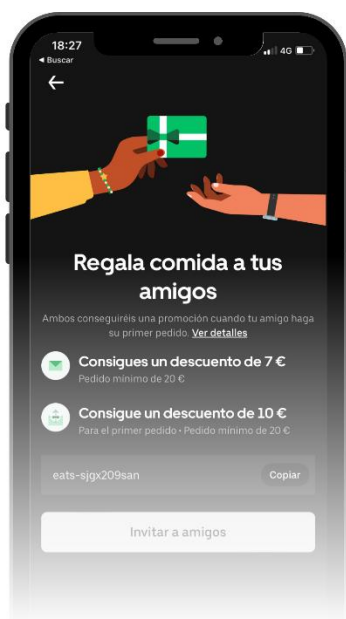 18:27
4G
◄ Buscar
Regala comida a tus
amigos
Ambos conseguiréis una promoción cuando tu amigo haga
su primer pedido. Ver detalles
Consigues un descuento de 7 €
Pedido mínimo de 20 €
Consigue un descuento de 10 €
Para el primer pedido • Pedido mínimo de 20 €
eats-sjgx209san
Copiar
Invitar a amigos